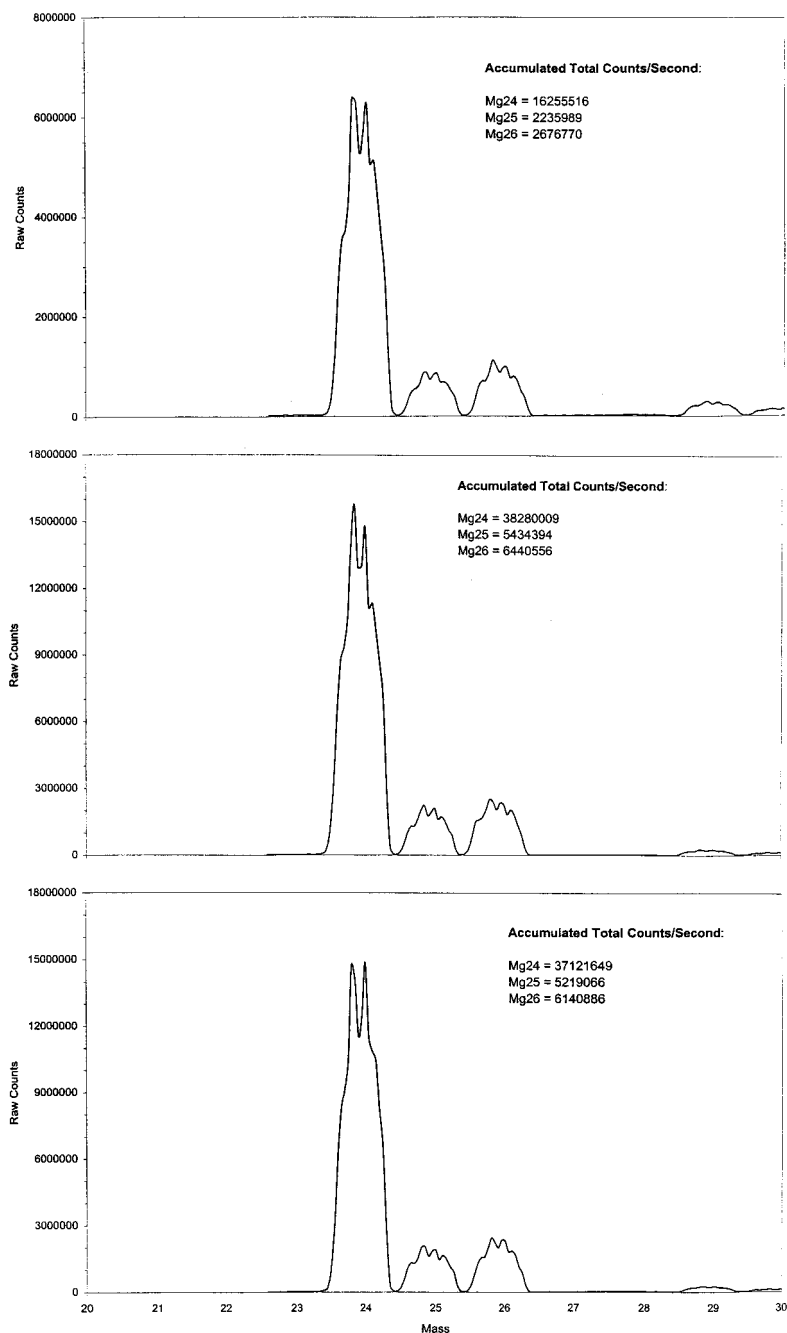 8000000
Accumulated Total Counts/Second:
Mg24 = 16255516
Mg25 = 2235989
Mg26 = 2676770
6000000
Raw Counts
4000000
2000000
0
18000000
Accumulated Total Counts/Second:
Mg24 = 38280009
Mg25 = 5434394
Mg26 = 6440556
15000000
12000000
Raw Counts
9000000
6000000
3000000
0
18000000
Accumulated Total Counts/Second:
Mg24 = 37121649
Mg25 = 5219066
Mg26 = 6140886
15000000
12000000
Raw Counts
9000000
6000000
3000000
0
20 21 22 23 24 25 26 27 28 29 30
Mass